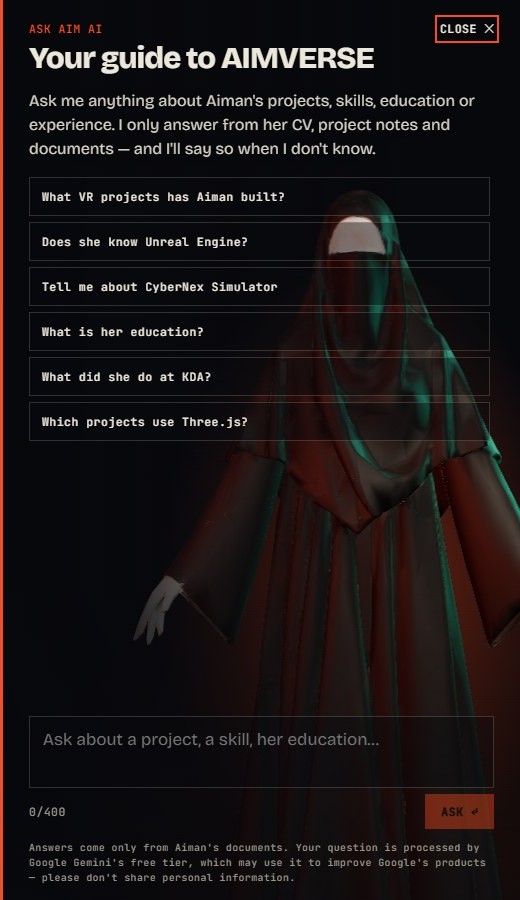 ASK AIM AI
CLOSE ✕
Your guide to AIMVERSE
Ask me anything about Aiman's projects, skills, education or
experience. I only answer from her CV, project notes and
documents — and I'll say so when I don't know.
What VR projects has Aiman built?
Does she know Unreal Engine?
Tell me about CyberNex Simulator
What is her education?
What did she do at KDA?
Which projects use Three.js?
Ask about a project, a skill, her education...
0/400
ASK ↵
Answers come only from Aiman's documents. Your question is processed by
Google Gemini's free tier, which may use it to improve Google's products
— please don't share personal information.